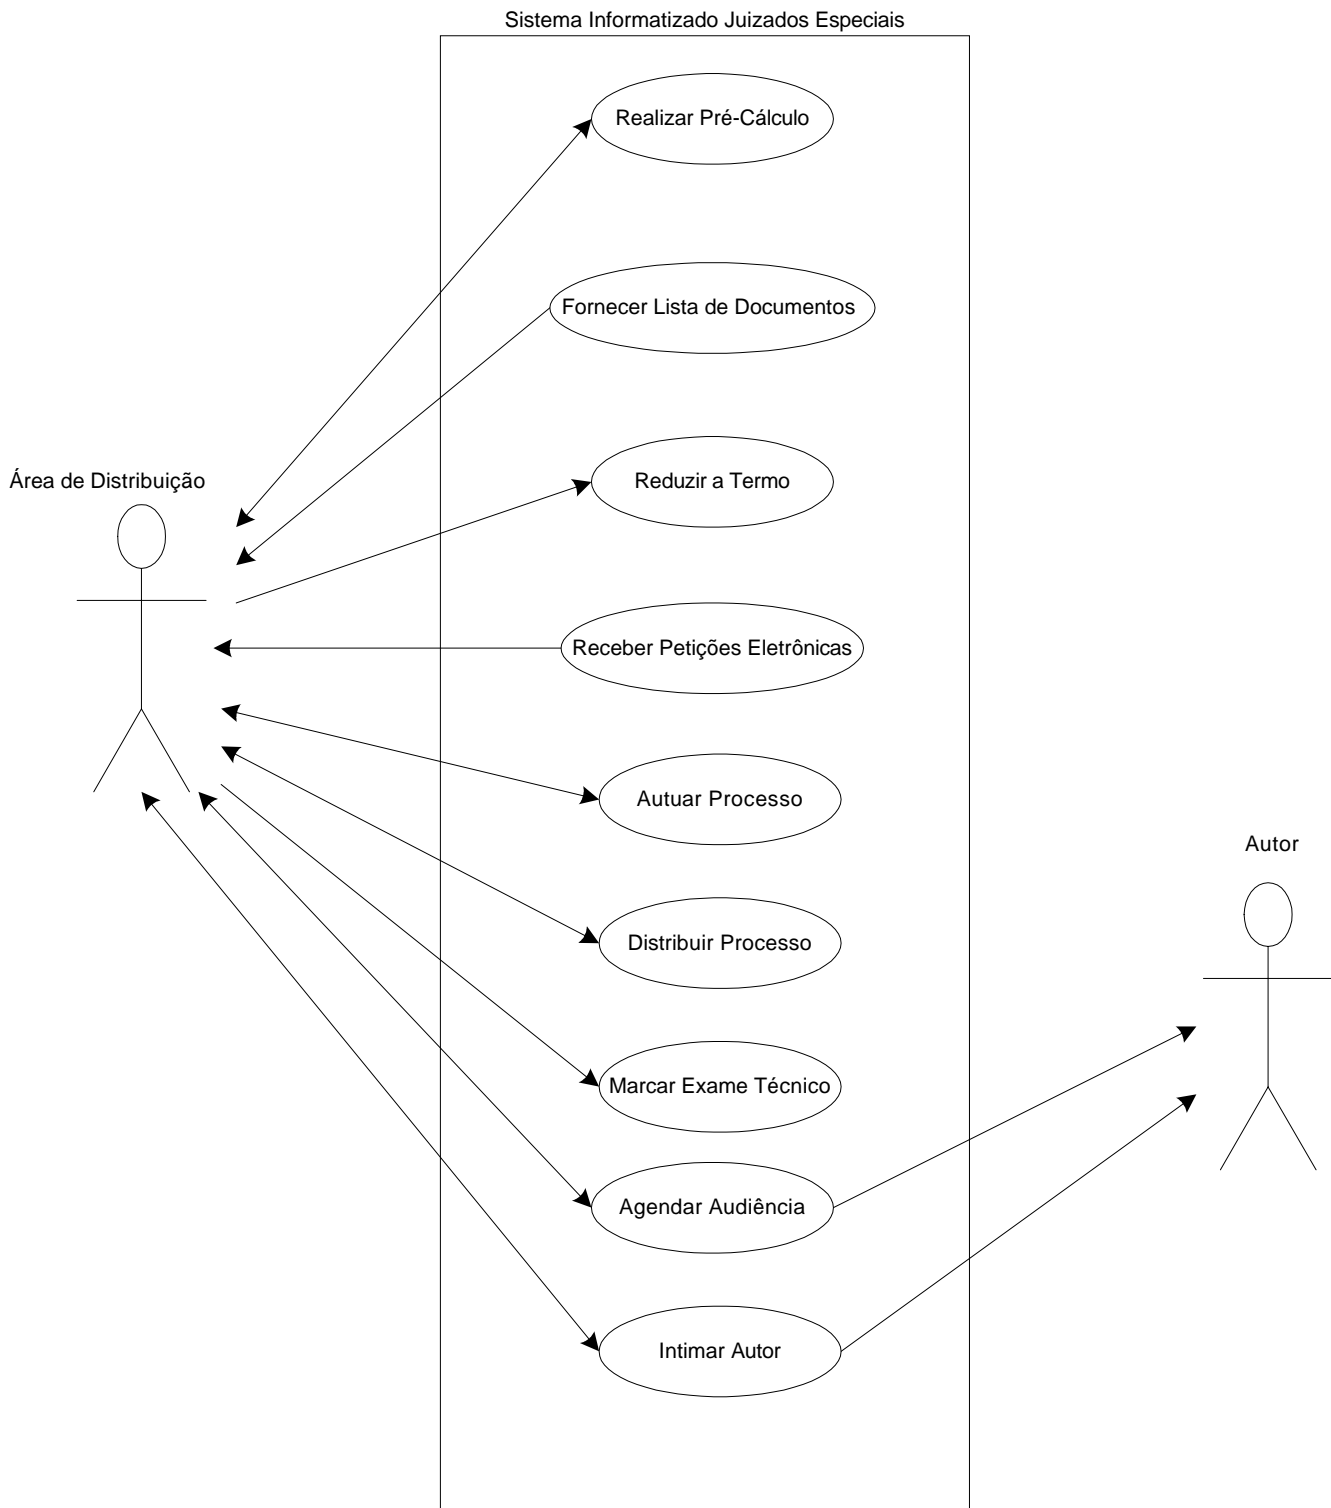 Sistema Informatizado Juizados Especiais
Realizar Pré-Cálculo
Fornecer Lista de Documentos
Área de Distribuição
Reduzir a Termo
Receber Petições Eletrônicas
Autuar Processo
Autor
Distribuir Processo
Marcar Exame Técnico
Agendar Audiência
Intimar Autor